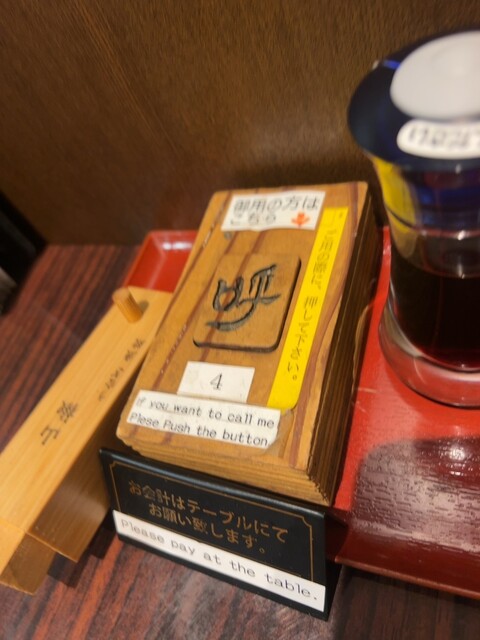 御用の方は
こちら
ご用の際に、押して下さい。
呼
4
If you want to call me
Plese Push the button
お会計はテーブルにて
お願い致します。
Please pay at the table.